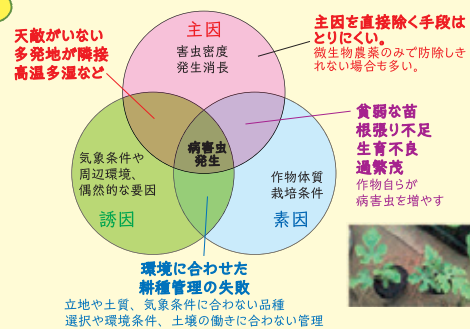 天敵がいない
多発地が隣接
高温多湿など
主因
害虫密度
発生消長
主因を直接除く手段は
とりにくい。
微生物農薬のみで防除しき
れない場合も多い。
貧弱な苗
根張り不足
生育不良
過繁茂
作物自らが
病害虫を増やす
病害虫
発生
気象条件や
周辺環境、
偶然的な要因
誘因
作物体質
栽培条件
素因
環境に合わせた
耕種管理の失敗
立地や土質、気象条件に合わない品種
選択や環境条件、土壌の働きに合わない管理